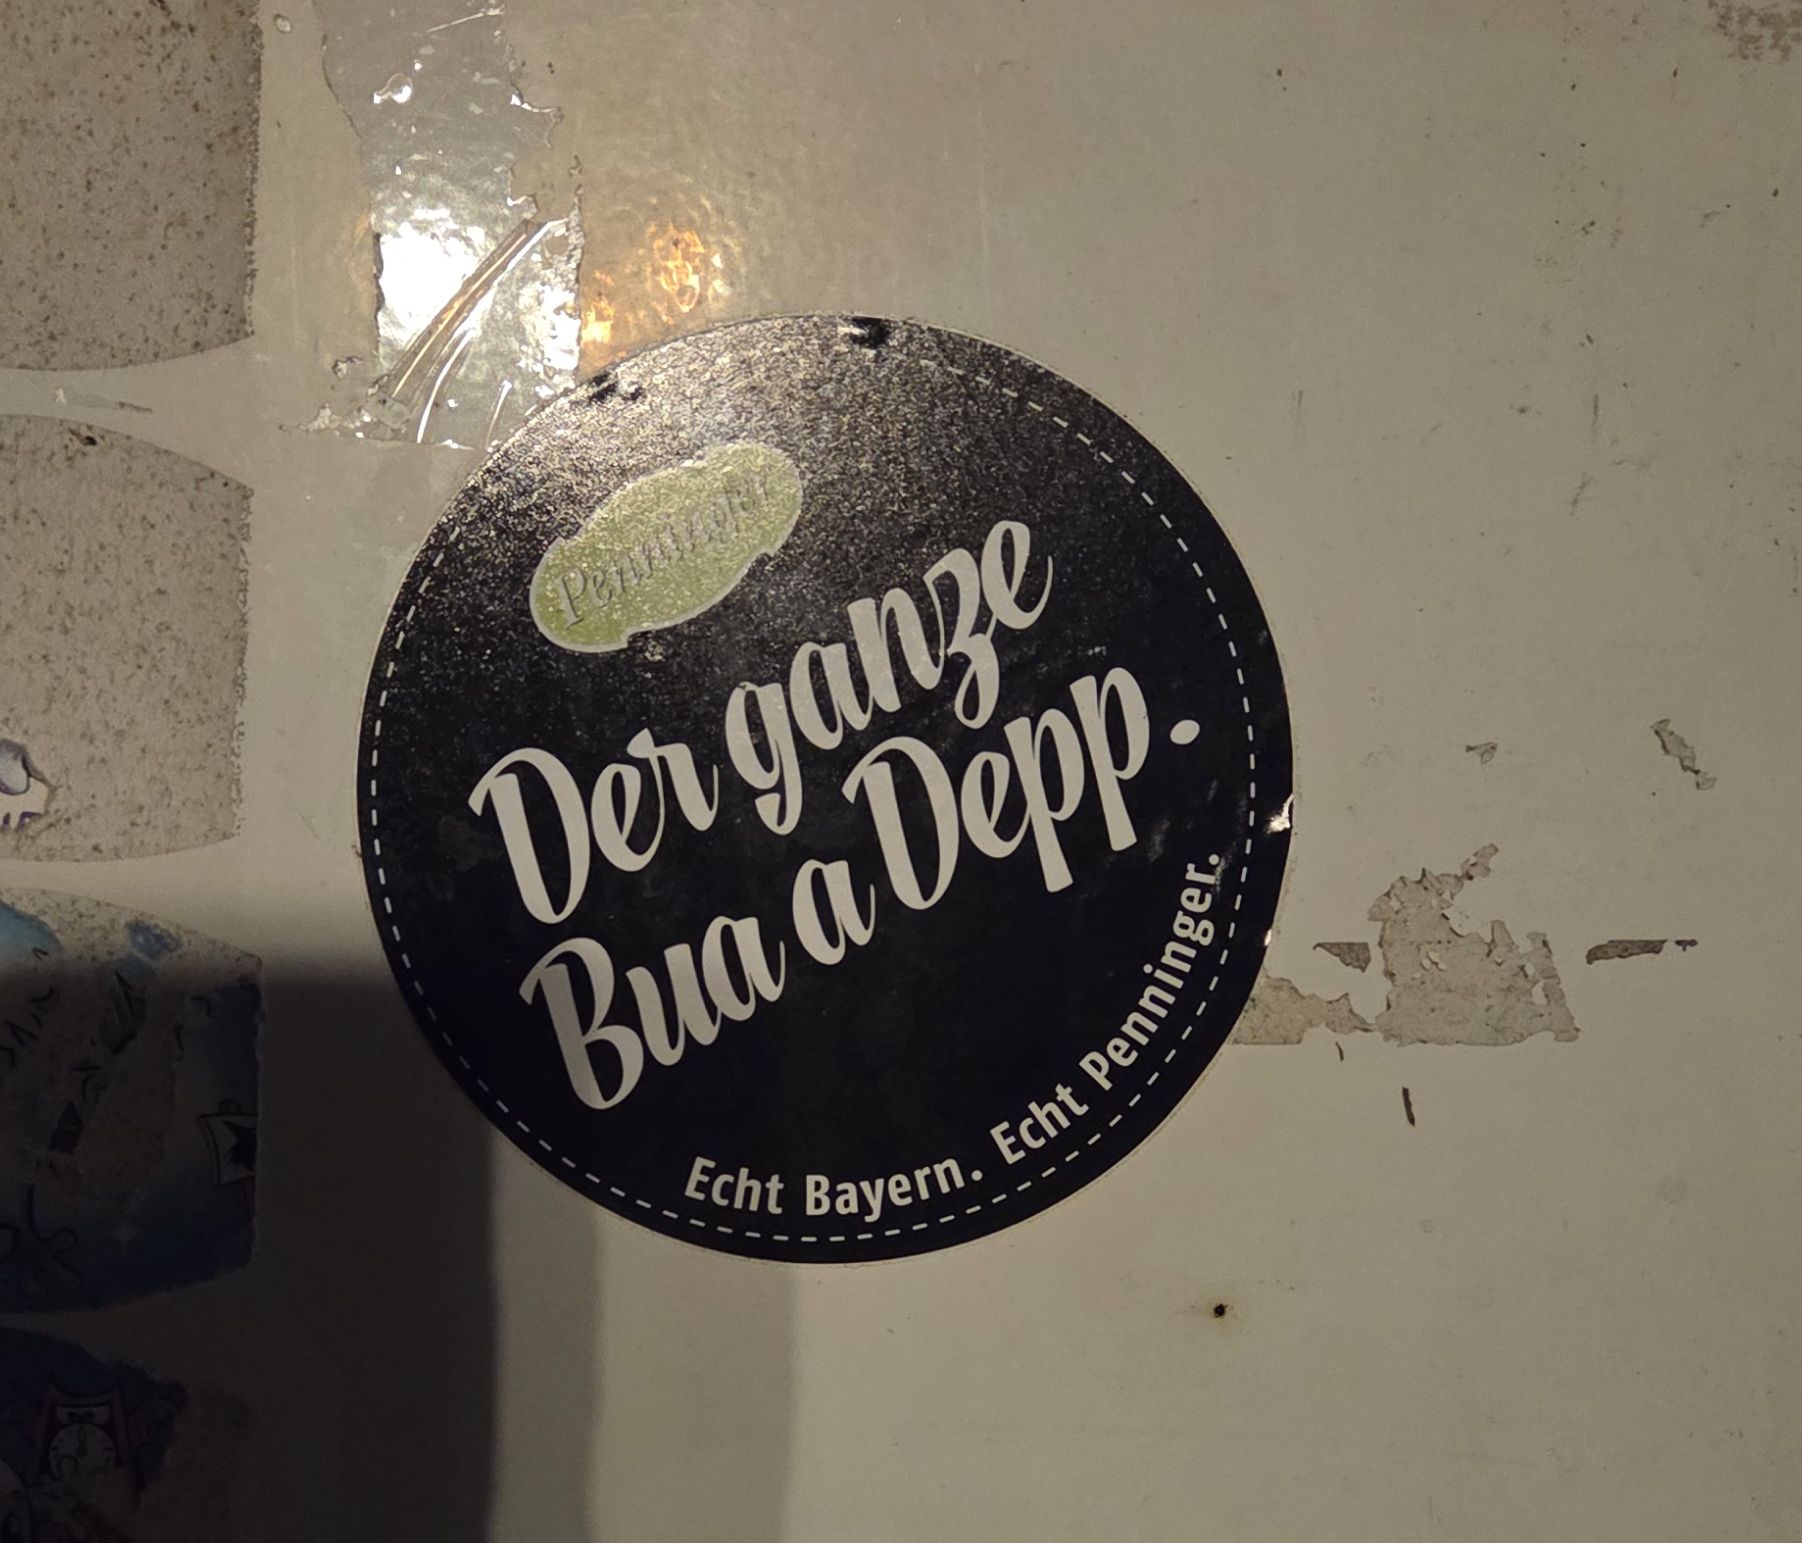 Penninger
Der ganze
Bua a Depp.
Echt Bayern. Echt Penninger.